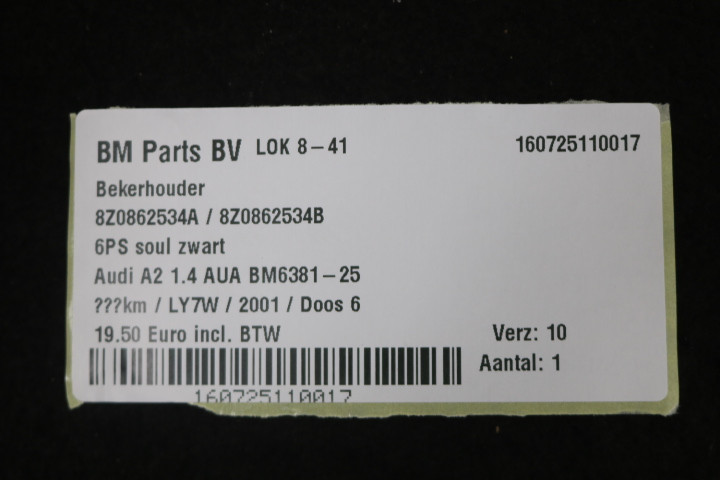 BM Parts BV LOK 8-41 160725110017
Bekerhouder
8Z0862534A / 8Z0862534B
6PS soul zwart
Audi A2 1.4 AUA BM6381-25
???km / LY7W / 2001 / Doos 6
19.50 Euro incl. BTW Verz: 10
Aantal: 1
160725110017